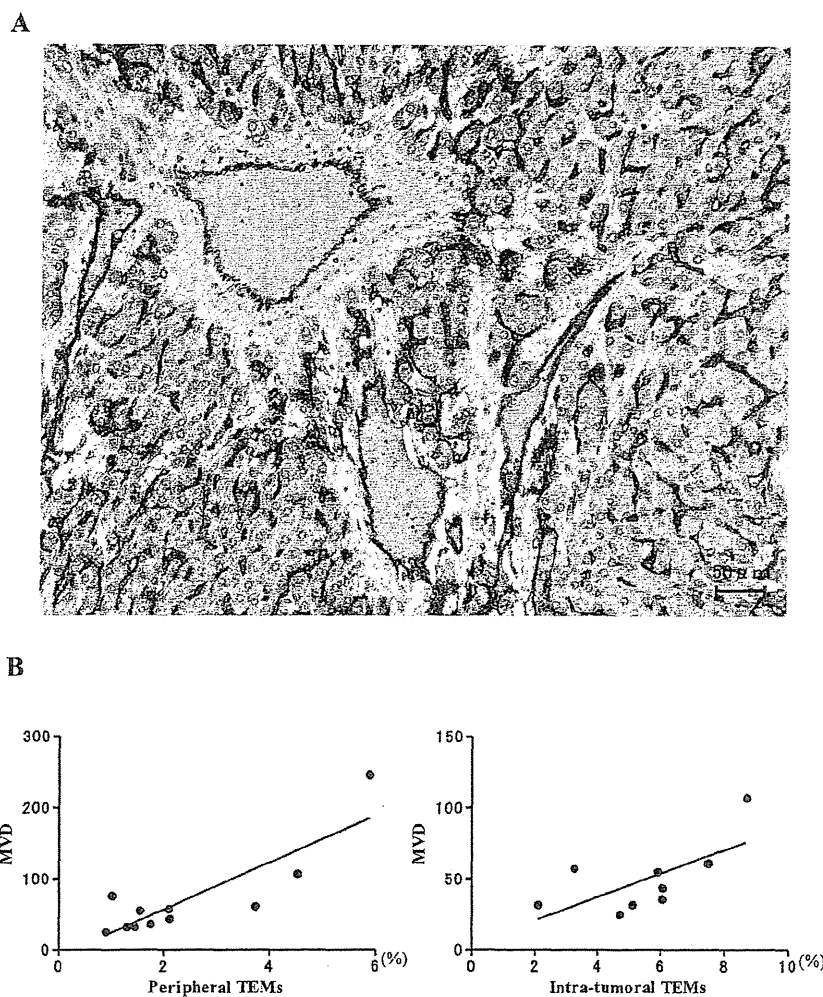 A
50 μm
B
300
200
100
0
MVD
0 2 4 6 (%)
Peripheral TEMs
150
100
50
0
MVD
0 2 4 6 8 10 (%)
Intra-tumoral TEMs